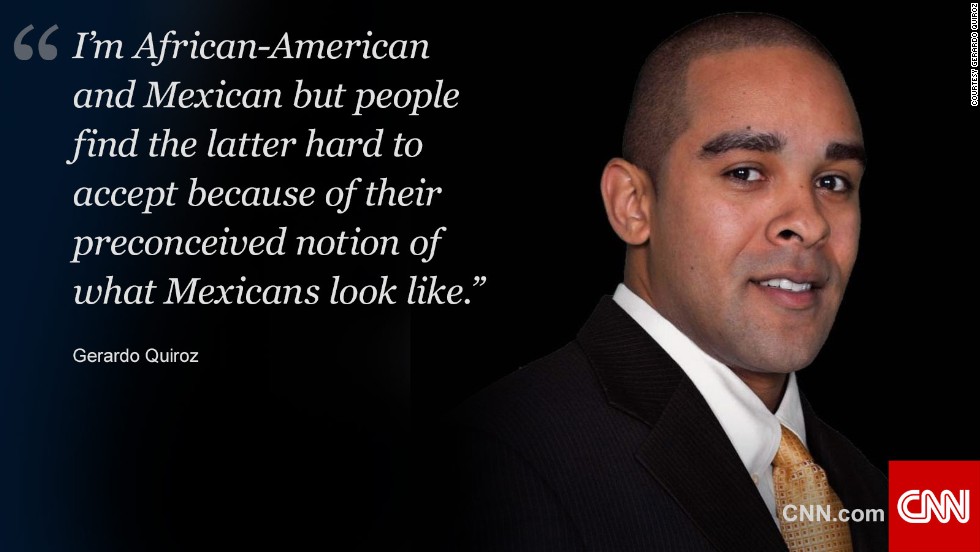 “ I’m African-American
and Mexican but people
find the latter hard to
accept because of their
preconceived notion of
what Mexicans look like.”
Gerardo Quiroz
COURTESY GERARDO QUIROZ
CNN.com
CNN